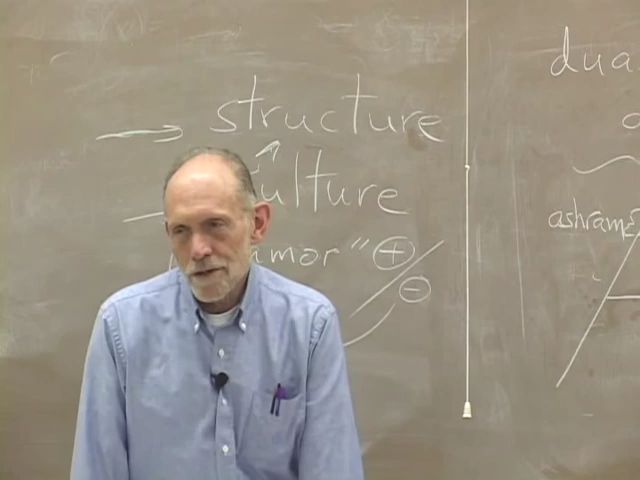 structure
ulture
amor" +
-
dua
ashram?